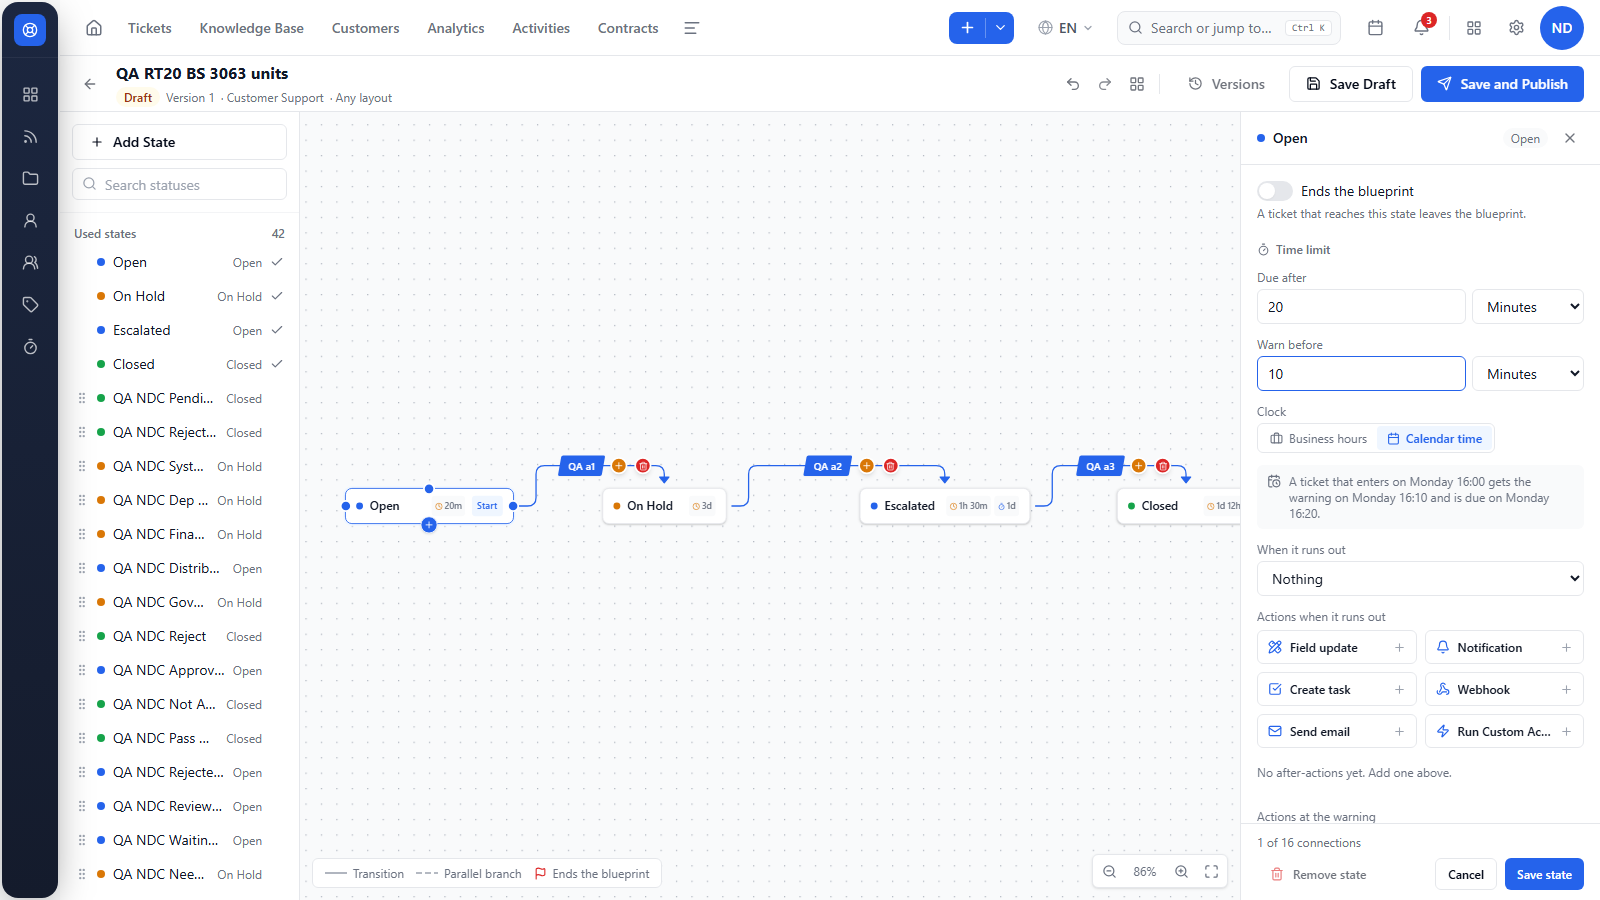 Tickets
Knowledge Base
Customers
Analytics
Activities
Contracts
EN
Search or jump to...
Ctrl K
3
ND
QA RT20 BS 3063 units
Draft
Version 1 · Customer Support · Any layout
Versions
Save Draft
Save and Publish
Add State
Search statuses
Used states 42
Open Open
On Hold On Hold
Escalated Open
Closed Closed
QA NDC Pendi... Closed
QA NDC Reject... Closed
QA NDC Syst... On Hold
QA NDC Dep ... On Hold
QA NDC Fina... On Hold
QA NDC Distrib... Open
QA NDC Gov... On Hold
QA NDC Reject Closed
QA NDC Approv... Open
QA NDC Not A... Closed
QA NDC Pass ... Closed
QA NDC Rejecte... Open
QA NDC Review... Open
QA NDC Waitin... Open
QA NDC Nee... On Hold
QA a1
QA a2
QA a3
Open 20m Start
On Hold 3d
Escalated 1h 30m 1d
Closed 1d 12h
Transition
Parallel branch
Ends the blueprint
86%
Open Open
Ends the blueprint
A ticket that reaches this state leaves the blueprint.
Time limit
Due after
20 Minutes
Warn before
10 Minutes
Clock
Business hours
Calendar time
A ticket that enters on Monday 16:00 gets the
warning on Monday 16:10 and is due on Monday
16:20.
When it runs out
Nothing
Actions when it runs out
Field update
Notification
Create task
Webhook
Send email
Run Custom Ac...
No after-actions yet. Add one above.
Actions at the warning
1 of 16 connections
Remove state
Cancel
Save state